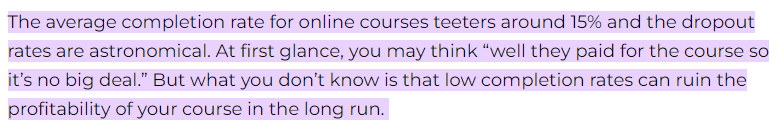 The average completion rate for online courses teeters around 15% and the dropout
rates are astronomical. At first glance, you may think “well they paid for the course so
it’s no big deal.” But what you don’t know is that low completion rates can ruin the
profitability of your course in the long run.